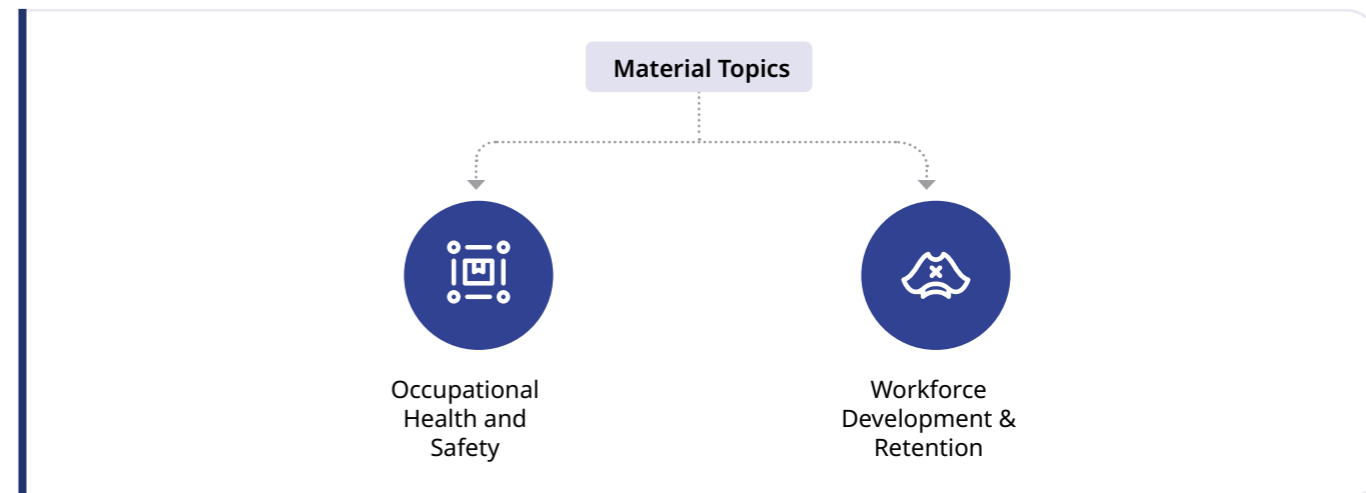 Material Topics
Occupational
Health and
Safety
Workforce
Development &
Retention